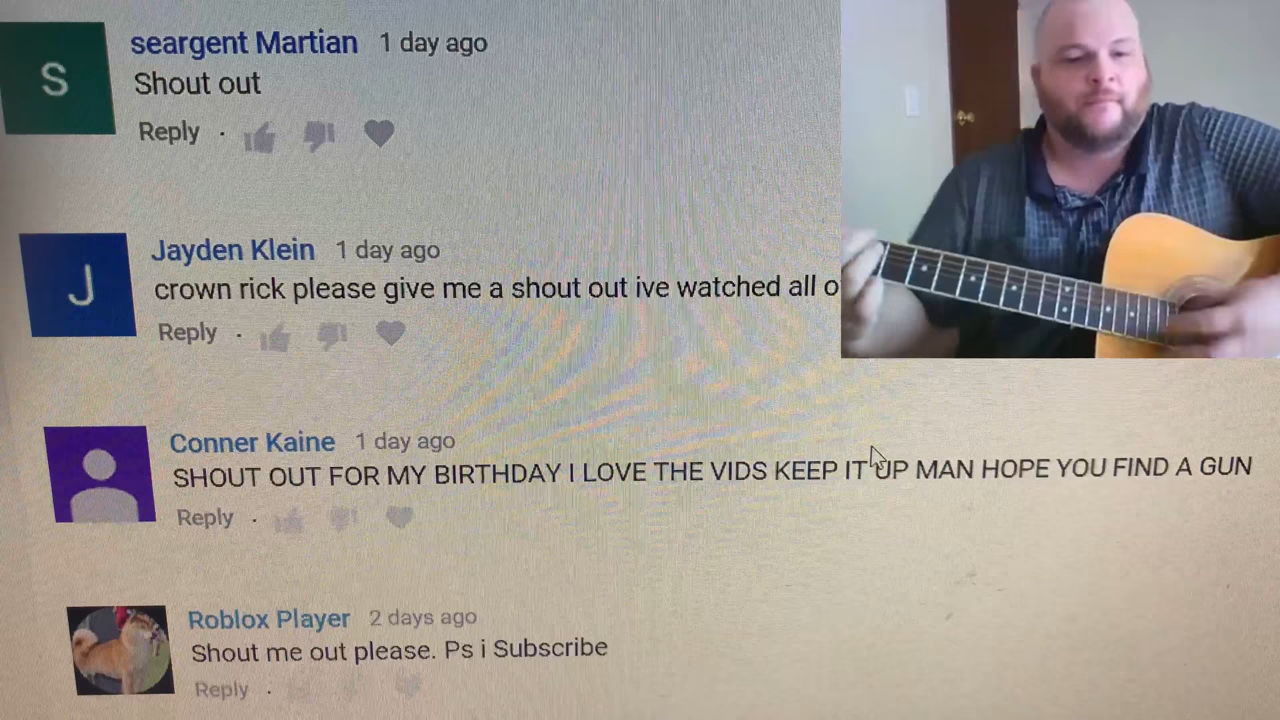 S
seargent Martian 1 day ago
Shout out
Reply ·
J
Jayden Klein 1 day ago
crown rick please give me a shout out ive watched all o
Reply ·
Conner Kaine 1 day ago
SHOUT OUT FOR MY BIRTHDAY I LOVE THE VIDS KEEP IT UP MAN HOPE YOU FIND A GUN
Reply ·
Roblox Player 2 days ago
Shout me out please. Ps i Subscribe
Reply ·